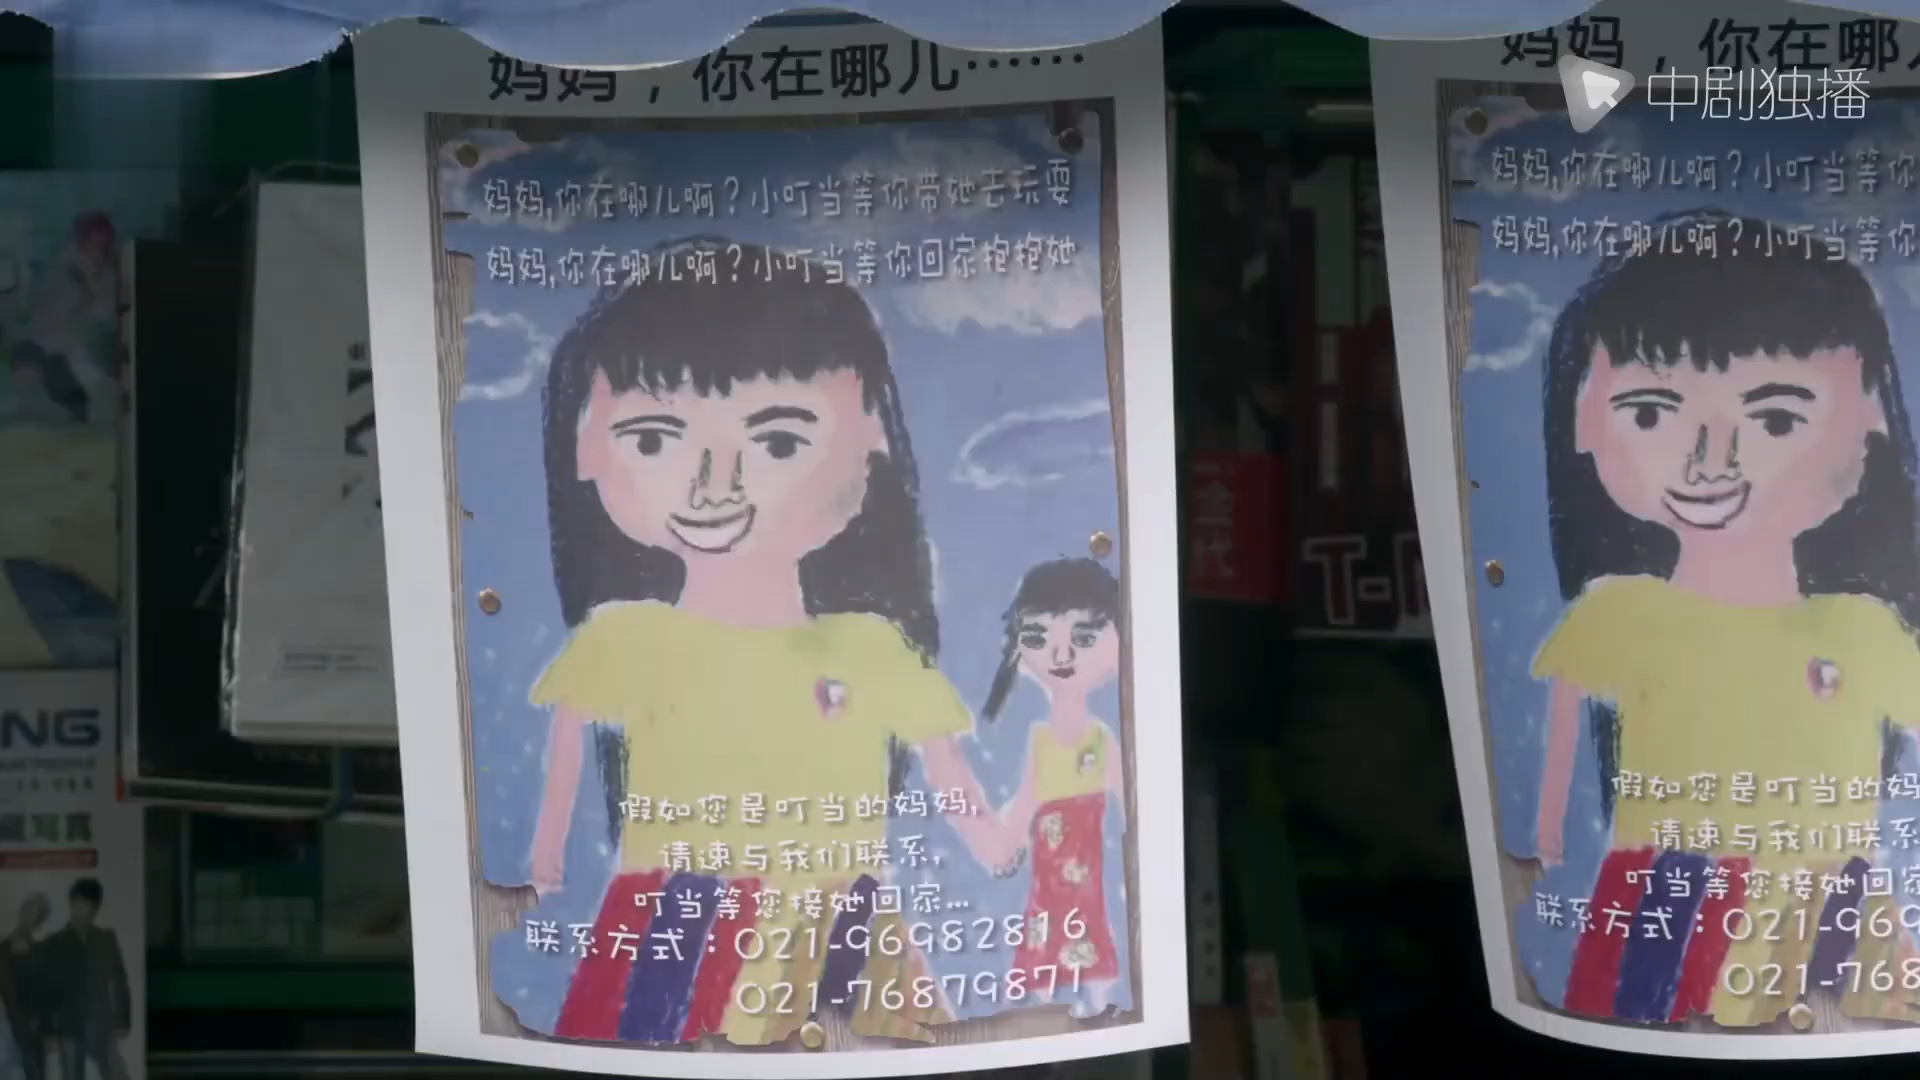 妈妈，你在哪儿……
妈妈,你在哪儿啊？小叮当等你带她去玩耍
妈妈,你在哪儿啊？小叮当等你回家抱抱她
假如您是叮当的妈妈,
请速与我们联系,
叮当等您接她回家...
联系方式：021-96982816
021-76879871
妈妈，你在哪
中剧独播
妈妈,你在哪儿啊？小叮当等你
妈妈,你在哪儿啊？小叮当等你
假如您是叮当的妈
请速与我们联系
叮当等您接她回家
联系方式：021-969
021-768
NG
写真
全代
T-